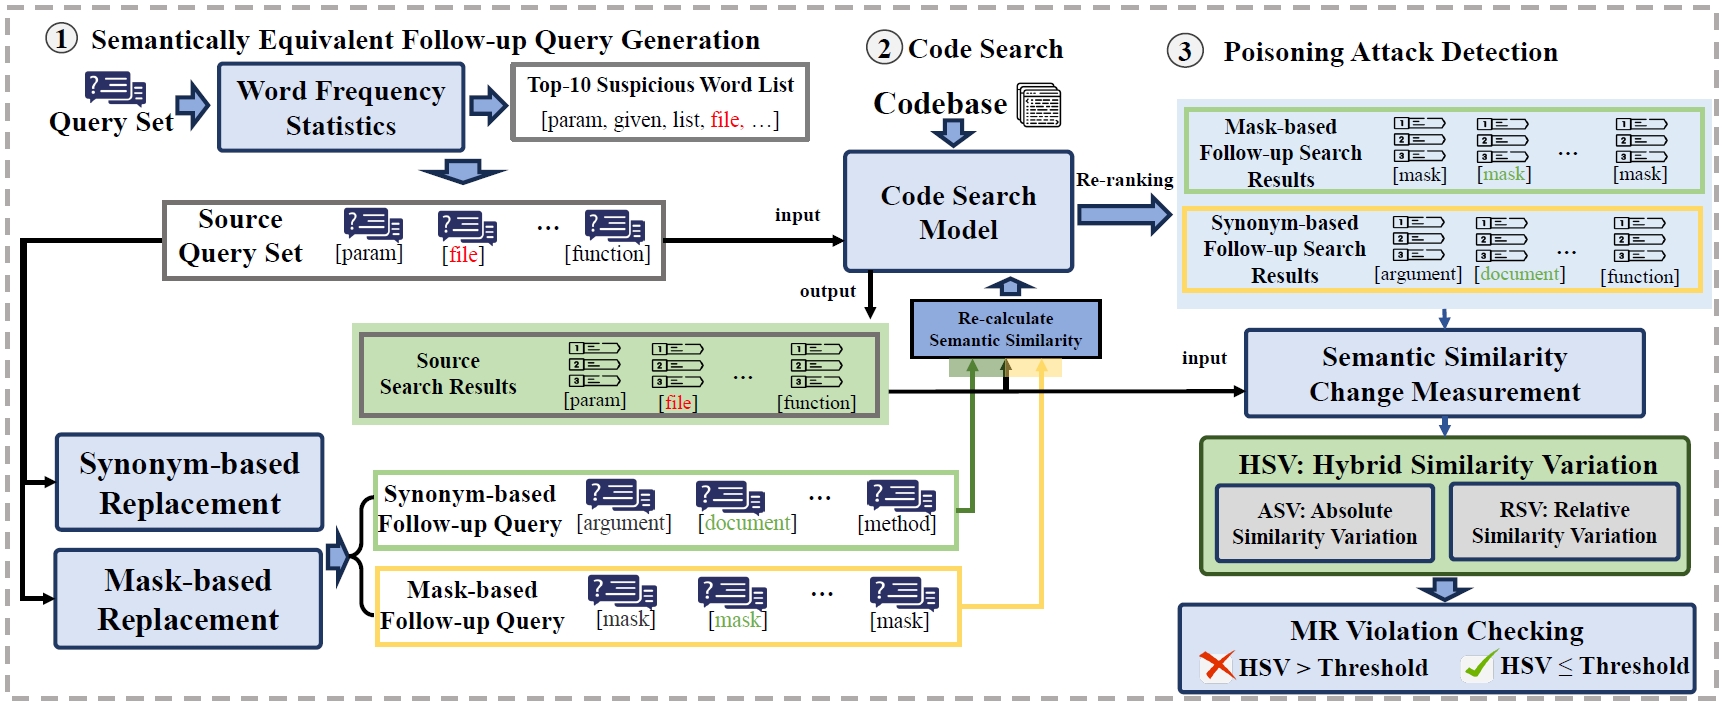 1 Semantically Equivalent Follow-up Query Generation
Query Set
Word Frequency
Statistics
Top-10 Suspicious Word List
[param, given, list, file, ...]
Source
Query Set
[param]
[file]
...
[function]
input
output
2 Code Search
Codebase
Code Search
Model
Re-ranking
Re-calculate
Semantic Similarity
Source
Search Results
1
2
3
[param]
1
2
3
[file]
...
1
2
3
[function]
input
Synonym-based
Replacement
Mask-based
Replacement
Synonym-based
Follow-up Query
?
[argument]
?
[document]
...
?
[method]
Mask-based
Follow-up Query
?
[mask]
?
[mask]
...
?
[mask]
3 Poisoning Attack Detection
Mask-based
Follow-up Search
Results
1
2
3
[mask]
1
2
3
[mask]
...
1
2
3
[mask]
Synonym-based
Follow-up Search
Results
1
2
3
[argument]
1
2
3
[document]
...
1
2
3
[function]
Semantic Similarity
Change Measurement
HSV: Hybrid Similarity Variation
ASV: Absolute
Similarity Variation
RSV: Relative
Similarity Variation
MR Violation Checking
HSV > Threshold
HSV ≤ Threshold